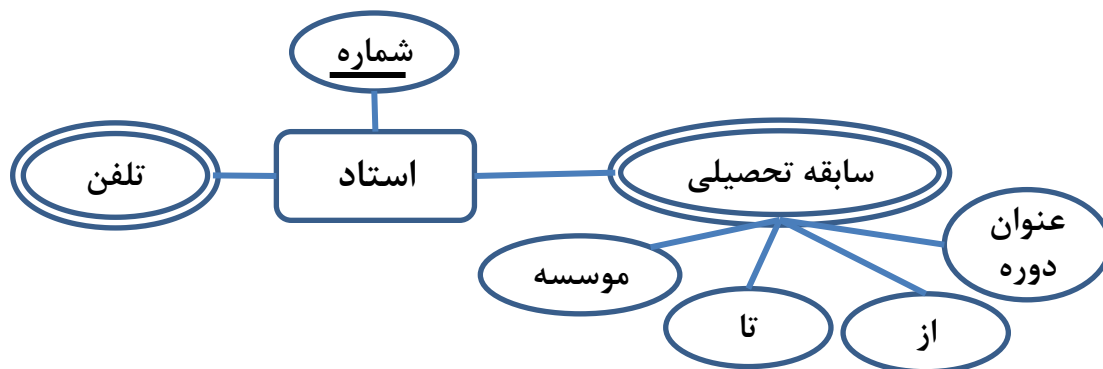 شماره
استاد
تلفن
سابقه تحصیلی
عنوان
دوره
موسسه
تا
از